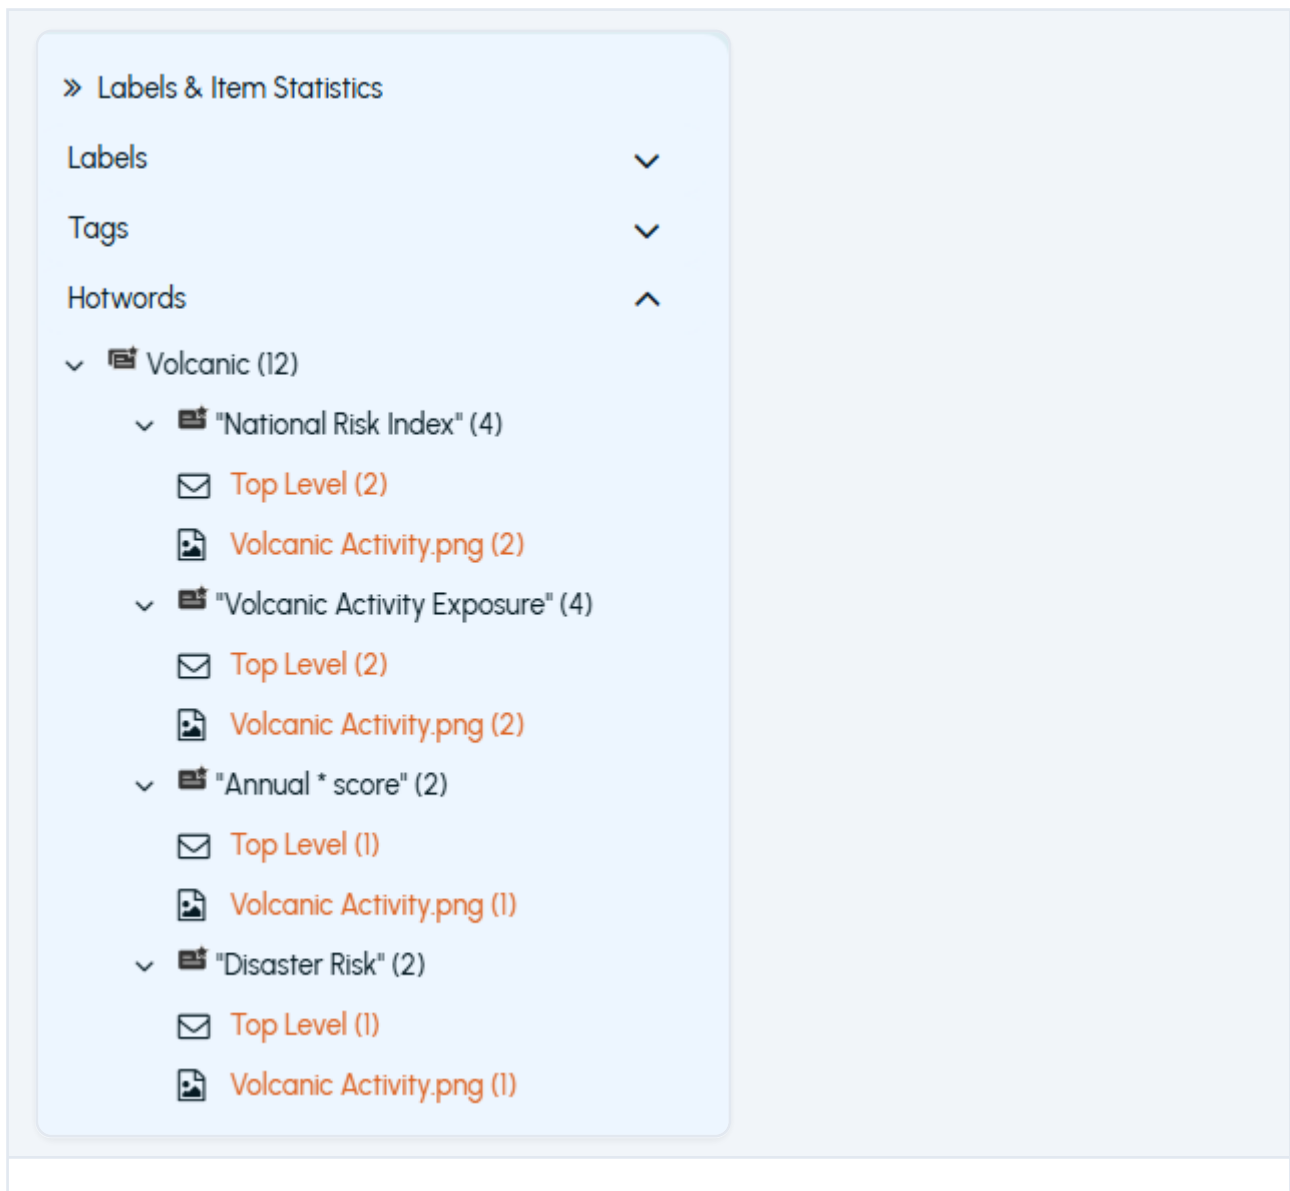 Labels & Item Statistics
Labels
Tags
Hotwords
Volcanic (12)
"National Risk Index" (4)
Top Level (2)
Volcanic Activity.png (2)
"Volcanic Activity Exposure" (4)
Top Level (2)
Volcanic Activity.png (2)
"Annual * score" (2)
Top Level (1)
Volcanic Activity.png (1)
"Disaster Risk" (2)
Top Level (1)
Volcanic Activity.png (1)